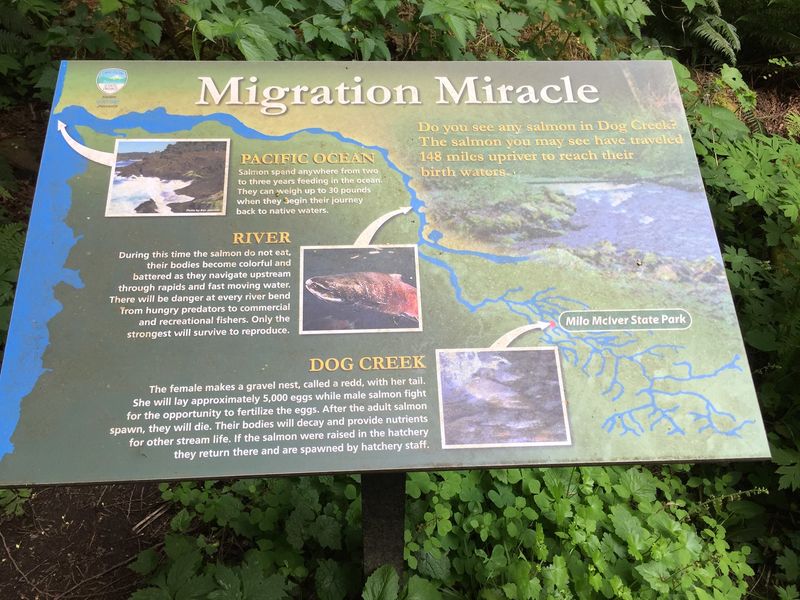 Migration Miracle
Do you see any salmon in Dog Creek?
The salmon you may see have traveled
148 miles upriver to reach their
birth waters.
PACIFIC OCEAN
Salmon spend anywhere from two
to three years feeding in the ocean.
They can weigh up to 30 pounds
when they begin their journey
back to native waters.
RIVER
During this time the salmon do not eat,
their bodies become colorful and
battered as they navigate upstream
through rapids and fast moving water.
There will be danger at every river bend
from hungry predators to commercial
and recreational fishers. Only the
strongest will survive to reproduce.
Milo McIver State Park
DOG CREEK
The female makes a gravel nest, called a redd, with her tail.
She will lay approximately 5,000 eggs while male salmon fight
for the opportunity to fertilize the eggs. After the adult salmon
spawn, they will die. Their bodies will decay and provide nutrients
for other stream life. If the salmon were raised in the hatchery
they return there and are spawned by hatchery staff.